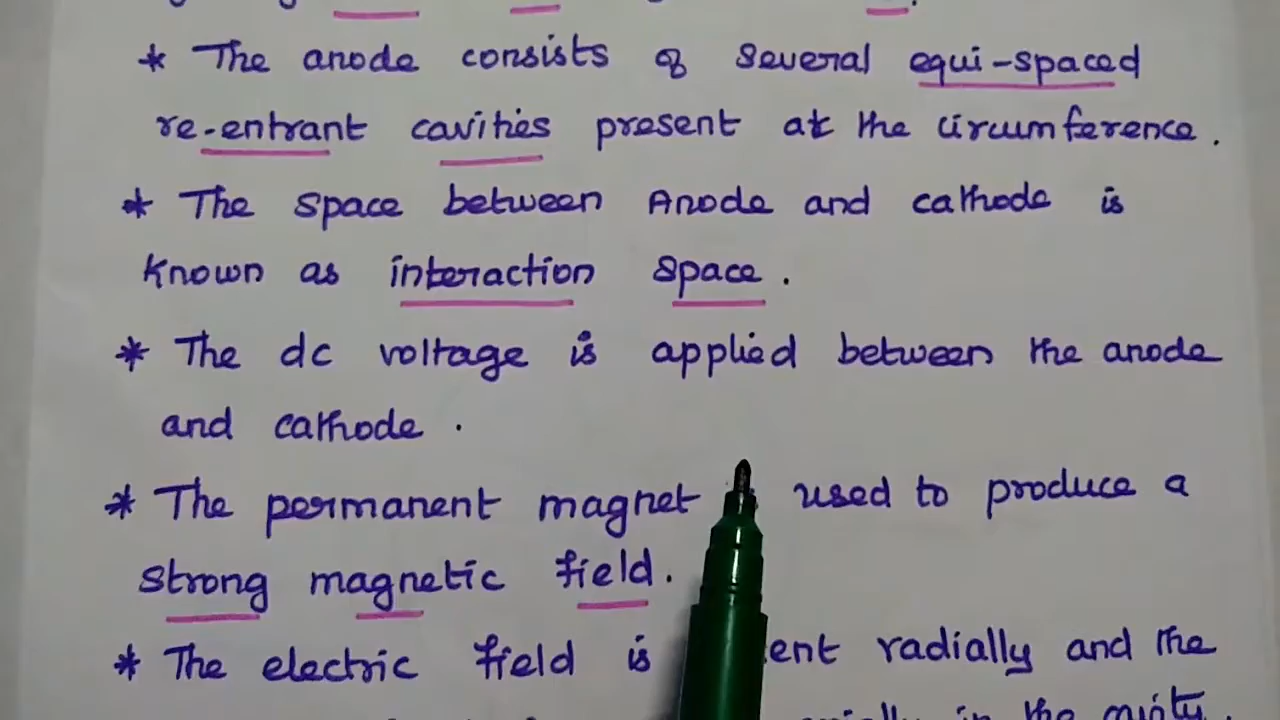 * The anode consists of several equi-spaced
re-entrant cavities present at the circumference.
* The space between Anode and cathode is
known as interaction space.
* The dc voltage is applied between the anode
and cathode.
* The permanent magnet used to produce a
strong magnetic field.
* The electric field is radially and the
in the